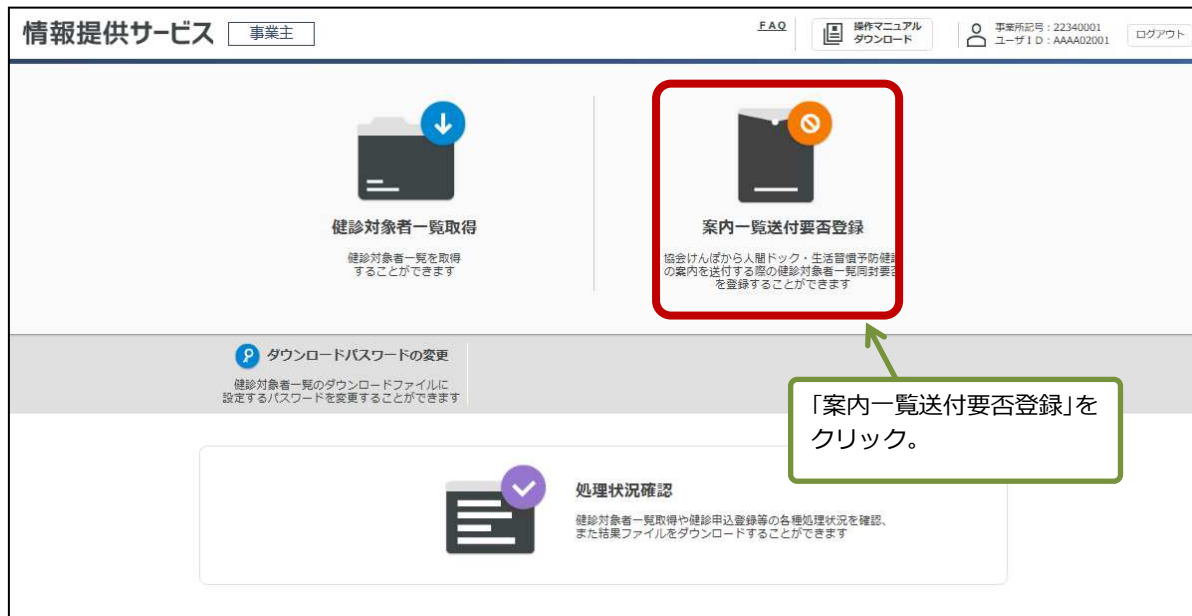 情報提供サービス 事業主
FAQ
操作マニュアル
ダウンロード
事業所記号：22340001
ユーザID：AAAA02001
ログアウト
健診対象者一覧取得
健診対象者一覧を取得
することができます
案内一覧送付要否登録
協会けんぽから人間ドック・生活習慣予防健
の案内を送付する際の健診対象者一覧同封要
を登録することができます
ダウンロードパスワードの変更
健診対象者一覧のダウンロードファイルに
設定するパスワードを変更することができます
「案内一覧送付要否登録」を
クリック。
処理状況確認
健診対象者一覧取得や健診申込登録等の各種処理状況を確認、
また結果ファイルをダウンロードすることができます